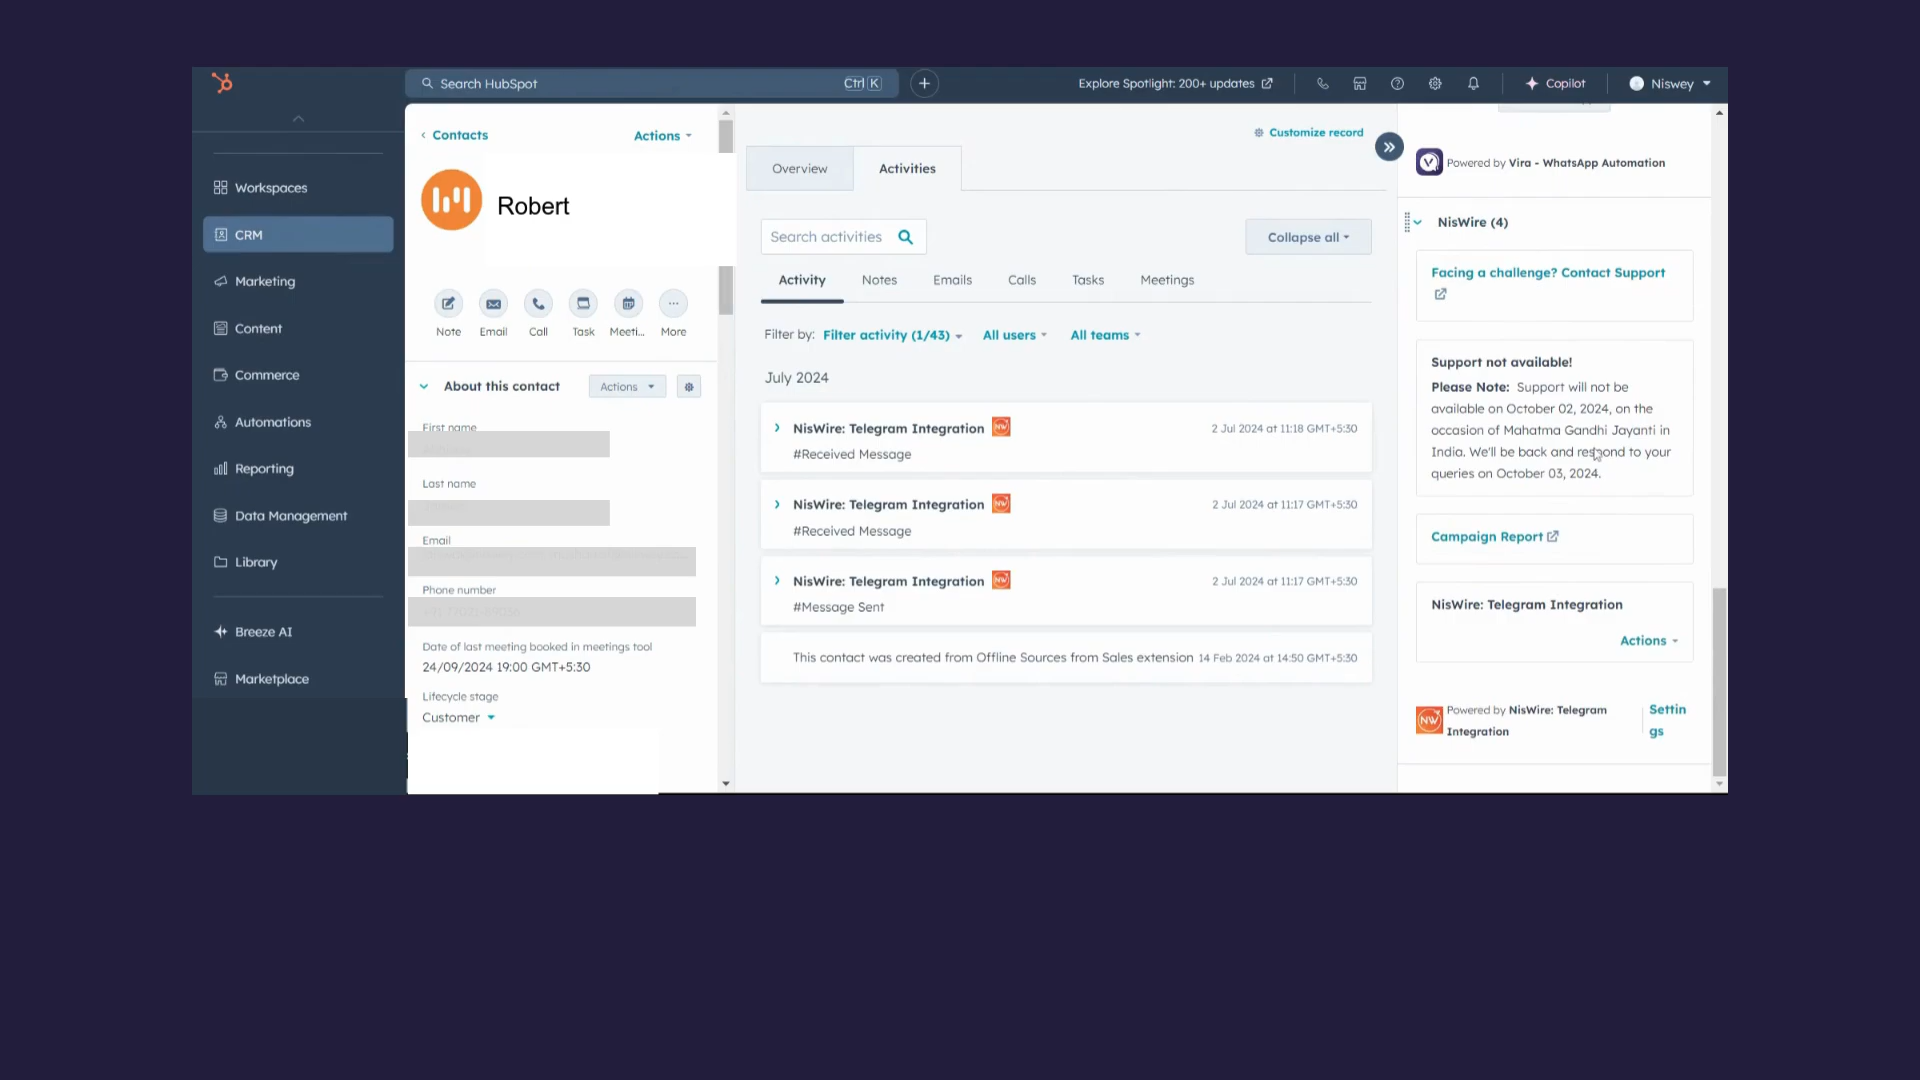 Search HubSpot
Ctrl K
Explore Spotlight: 200+ updates
Copilot
Niswey
Workspaces
CRM
Marketing
Content
Commerce
Automations
Reporting
Data Management
Library
Breeze AI
Marketplace
Contacts
Actions
Robert
Note
Email
Call
Task
Meeti...
More
About this contact
Actions
First name
Last name
Email
Phone number
Date of last meeting booked in meetings tool
24/09/2024 19:00 GMT+5:30
Lifecycle stage
Customer
Customize record
Overview
Activities
Search activities
Collapse all
Activity
Notes
Emails
Calls
Tasks
Meetings
Filter by: Filter activity (1/43)
All users
All teams
July 2024
NisWire: Telegram Integration NW 2 Jul 2024 at 11:18 GMT+5:30
#Received Message
NisWire: Telegram Integration NW 2 Jul 2024 at 11:17 GMT+5:30
#Received Message
NisWire: Telegram Integration NW 2 Jul 2024 at 11:17 GMT+5:30
#Message Sent
This contact was created from Offline Sources from Sales extension 14 Feb 2024 at 14:50 GMT+5:30
Powered by Vira - WhatsApp Automation
NisWire (4)
Facing a challenge? Contact Support
Support not available!
Please Note: Support will not be
available on October 02, 2024, on the
occasion of Mahatma Gandhi Jayanti in
India. We'll be back and respond to your
queries on October 03, 2024.
Campaign Report
NisWire: Telegram Integration
Actions
NW
Powered by NisWire: Telegram
Integration
Settin
gs